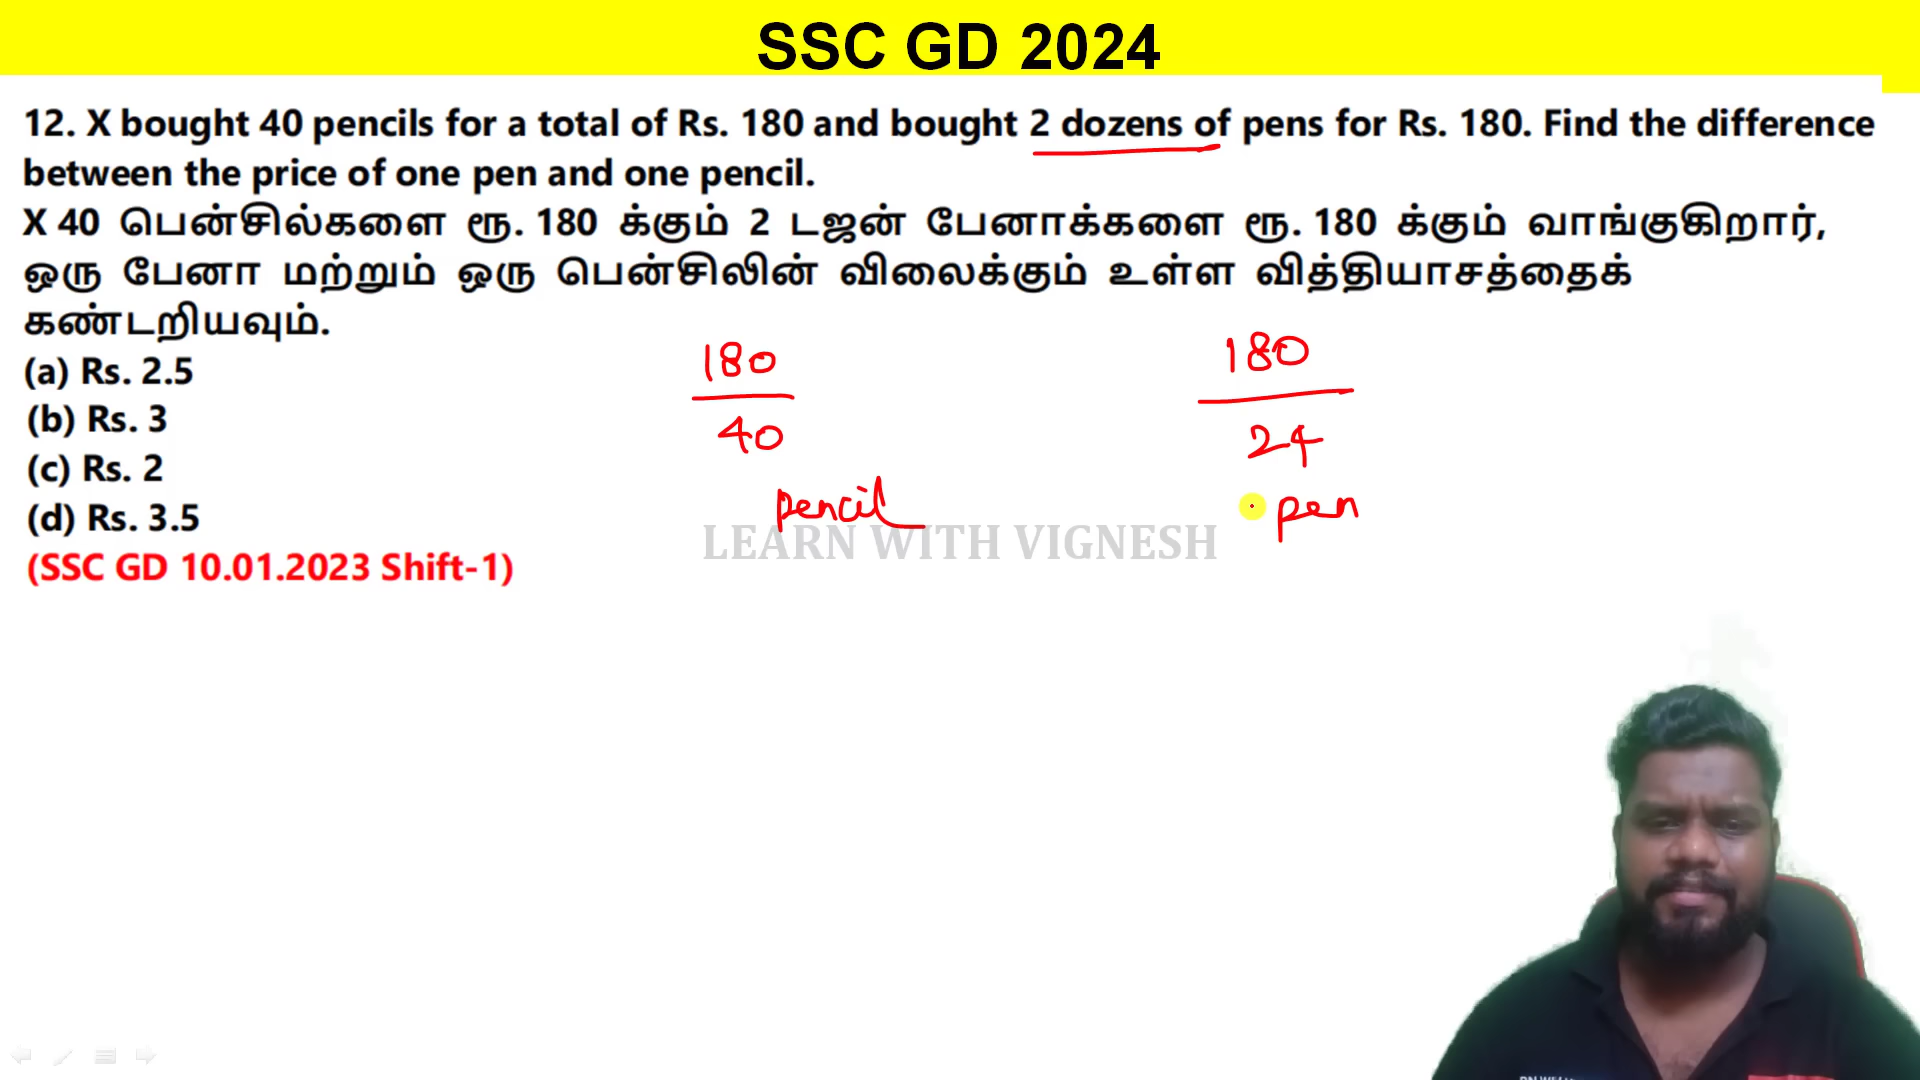 SSC GD 2024
12. X bought 40 pencils for a total of Rs. 180 and bought 2 dozens of pens for Rs. 180. Find the difference
between the price of one pen and one pencil.
X 40 பென்சில்களை ரூ. 180 க்கும் 2 டஜன் பேனாக்களை ரூ. 180 க்கும் வாங்குகிறார்,
ஒரு பேனா மற்றும் ஒரு பென்சிலின் விலைக்கும் உள்ள வித்தியாசத்தைக்
கண்டறியவும்.
(a) Rs. 2.5
(b) Rs. 3
(c) Rs. 2
(d) Rs. 3.5
(SSC GD 10.01.2023 Shift-1)
180
40
pencil
180
24
pen
LEARN WITH VIGNESH